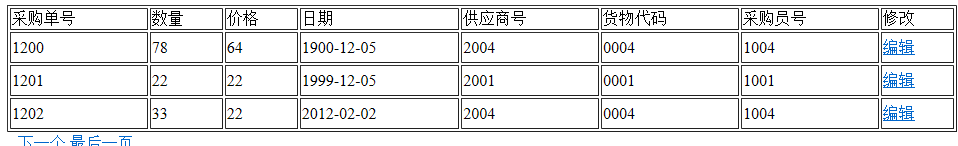 采购单号 数量 价格 日期 供应商号 货物代码 采购员号 修改
1200 78 64 1900-12-05 2004 0004 1004 编辑
1201 22 22 1999-12-05 2001 0001 1001 编辑
1202 33 22 2012-02-02 2004 0004 1004 编辑
下一个 最后一页